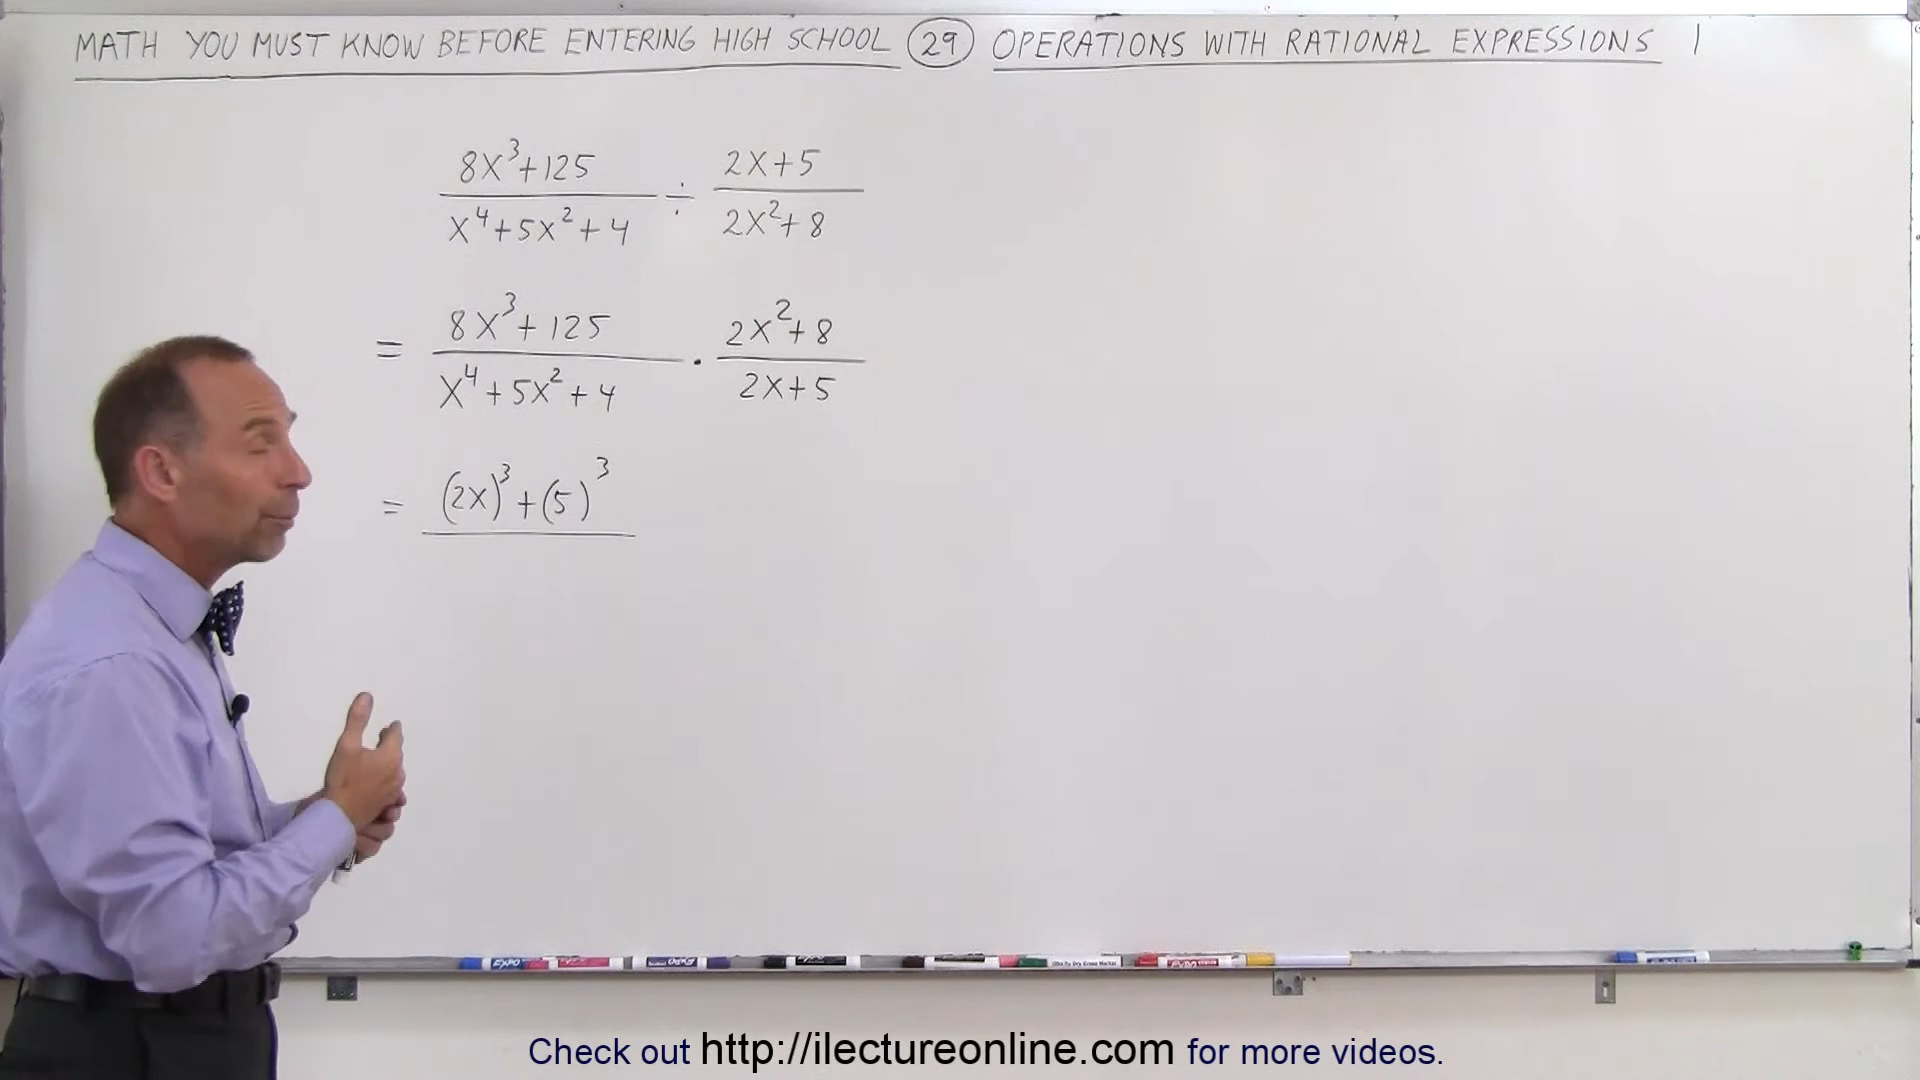 MATH YOU MUST KNOW BEFORE ENTERING HIGH SCHOOL 29 OPERATIONS WITH RATIONAL EXPRESSIONS 1
8X³+125 2X+5
÷
X⁴+5X²+4 2X²+8
8X³+125 2X²+8
= ·
X⁴+5X²+4 2X+5
= (2X)³+(5)³
EXPO
EXPO
Check out http://ilectureonline.com for more videos.